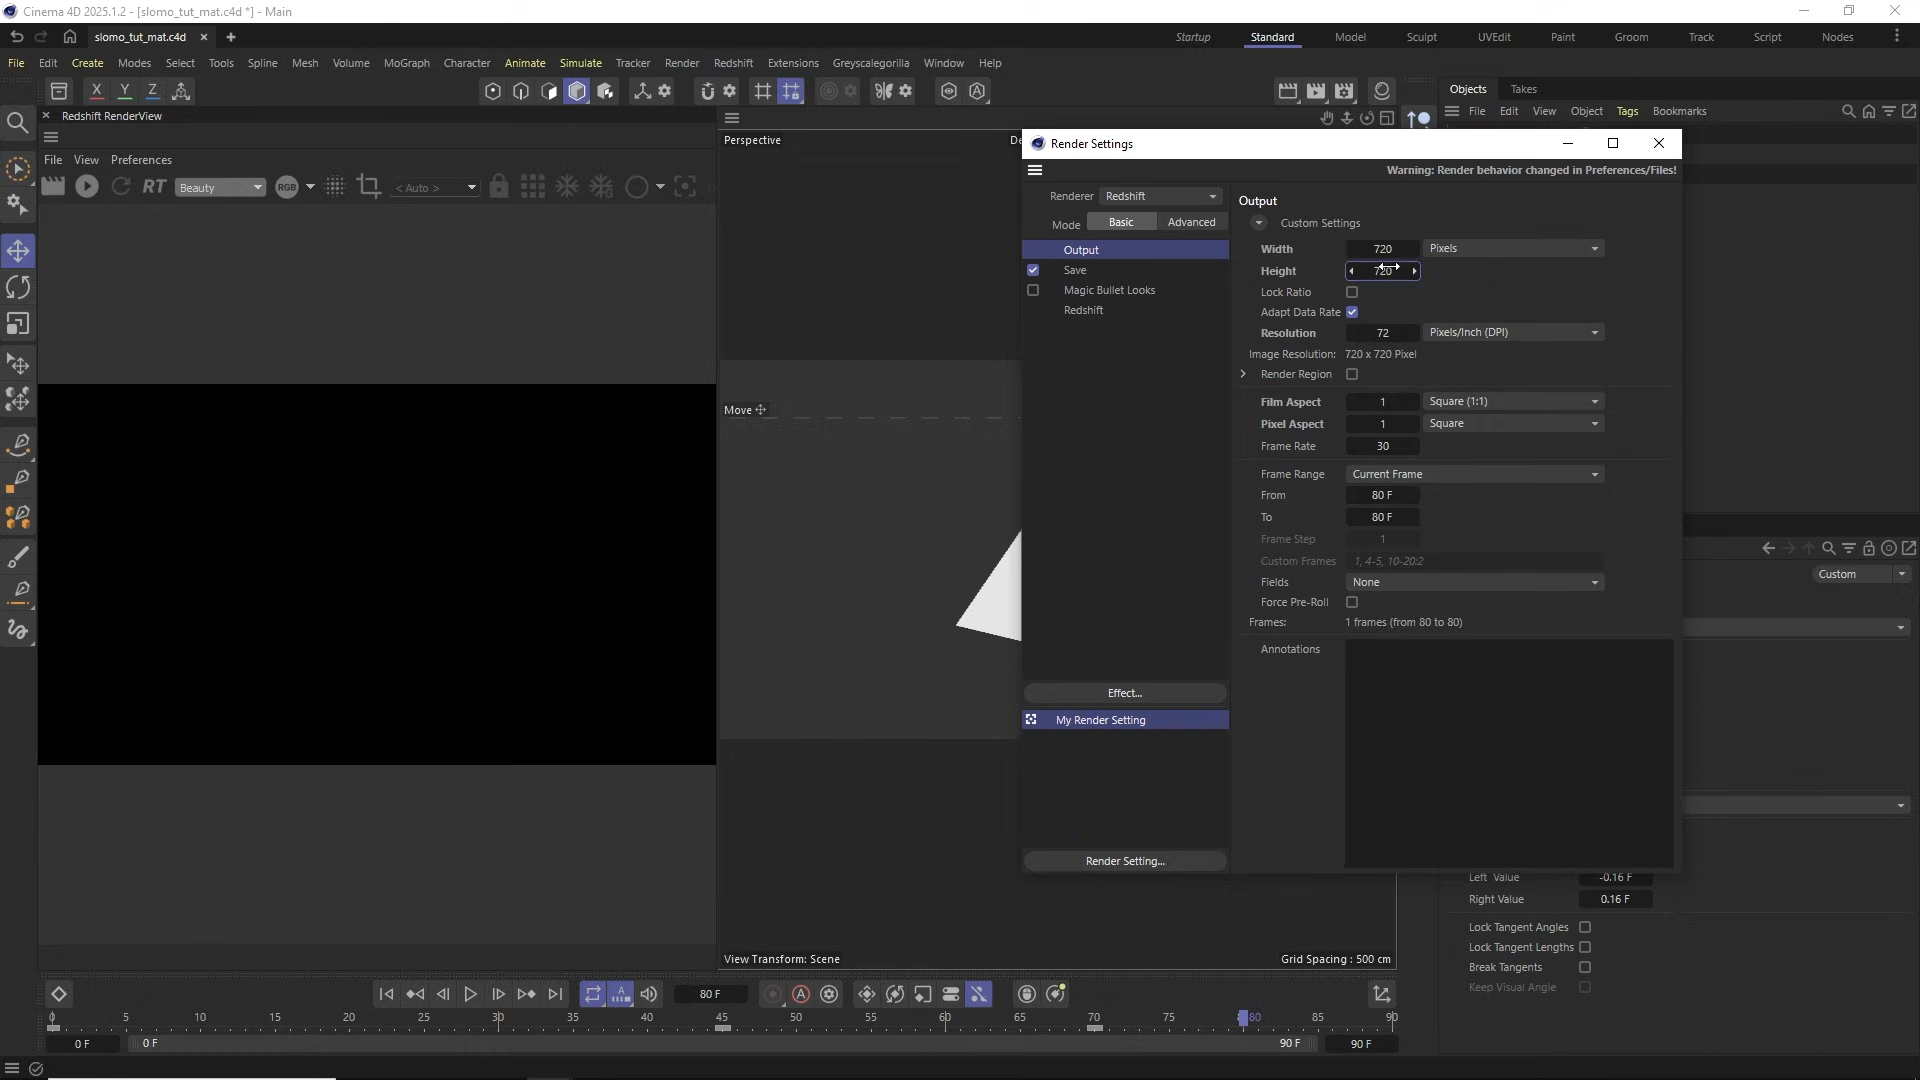 Cinema 4D 2025.1.2 - [slomo_tut_mat.c4d *] - Main
slomo_tut_mat.c4d
Startup Standard Model Sculpt UVEdit Paint Groom Track Script Nodes
File Edit Create Modes Select Tools Spline Mesh Volume MoGraph Character Animate Simulate Tracker Render Redshift Extensions Greyscalegorilla Window Help
X Y Z
Objects Takes
File Edit View Object Tags Bookmarks
Redshift RenderView
File View Preferences
RT Beauty RGB < Auto >
Perspective
De
Move
View Transform: Scene
Grid Spacing : 500 cm
Render Settings
Warning: Render behavior changed in Preferences/Files!
Renderer Redshift
Mode Basic Advanced
Output
Save
Magic Bullet Looks
Redshift
Effect...
My Render Setting
Render Setting...
Output
Custom Settings
Width 720 Pixels
Height 720
Lock Ratio
Adapt Data Rate
Resolution 72 Pixels/Inch (DPI)
Image Resolution: 720 x 720 Pixel
Render Region
Film Aspect 1 Square (1:1)
Pixel Aspect 1 Square
Frame Rate 30
Frame Range Current Frame
From 80 F
To 80 F
Frame Step 1
Custom Frames 1, 4-5, 10-20:2
Fields None
Force Pre-Roll
Frames: 1 frames (from 80 to 80)
Annotations
Custom
Left Value -0.16 F
Right Value 0.16 F
Lock Tangent Angles
Lock Tangent Lengths
Break Tangents
Keep Visual Angle
80 F
0 5 10 15 20 25 30 35 40 45 50 55 60 65 70 75 80 85 90
0 F 0 F 90 F 90 F